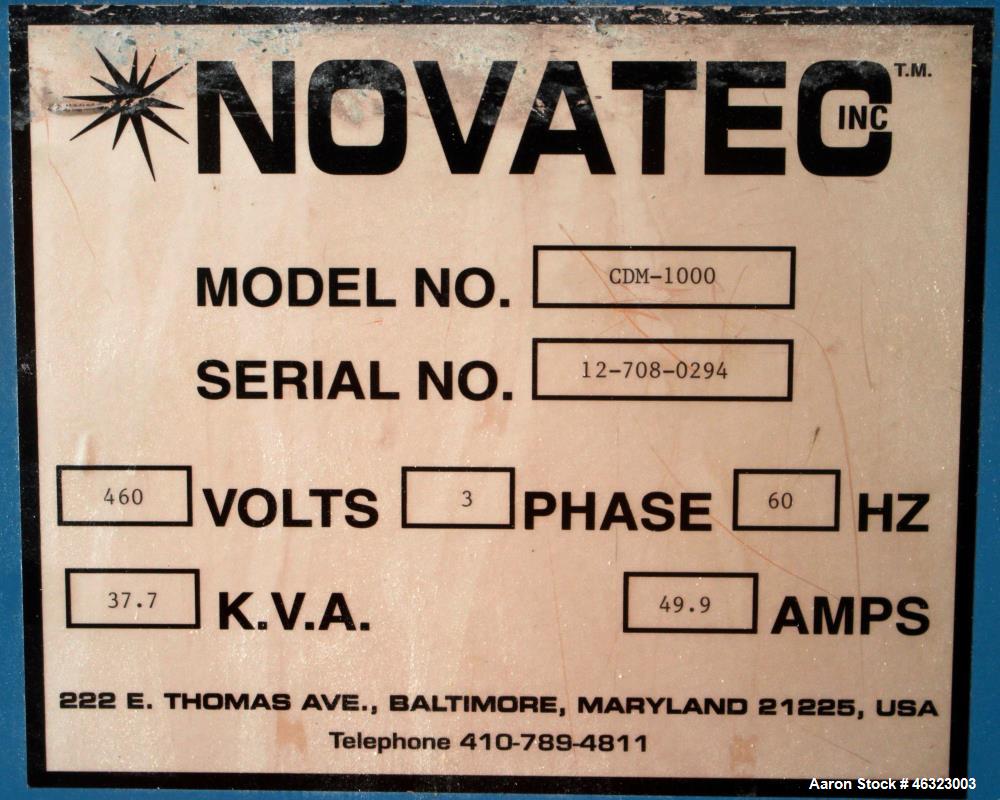 NOVATEC INC T.M.
MODEL NO. CDM-1000
SERIAL NO. 12-708-0294
460 VOLTS 3 PHASE 60 HZ
37.7 K.V.A. 49.9 AMPS
222 E. THOMAS AVE., BALTIMORE, MARYLAND 21225, USA
Telephone 410-789-4811
Aaron Stock # 46323003